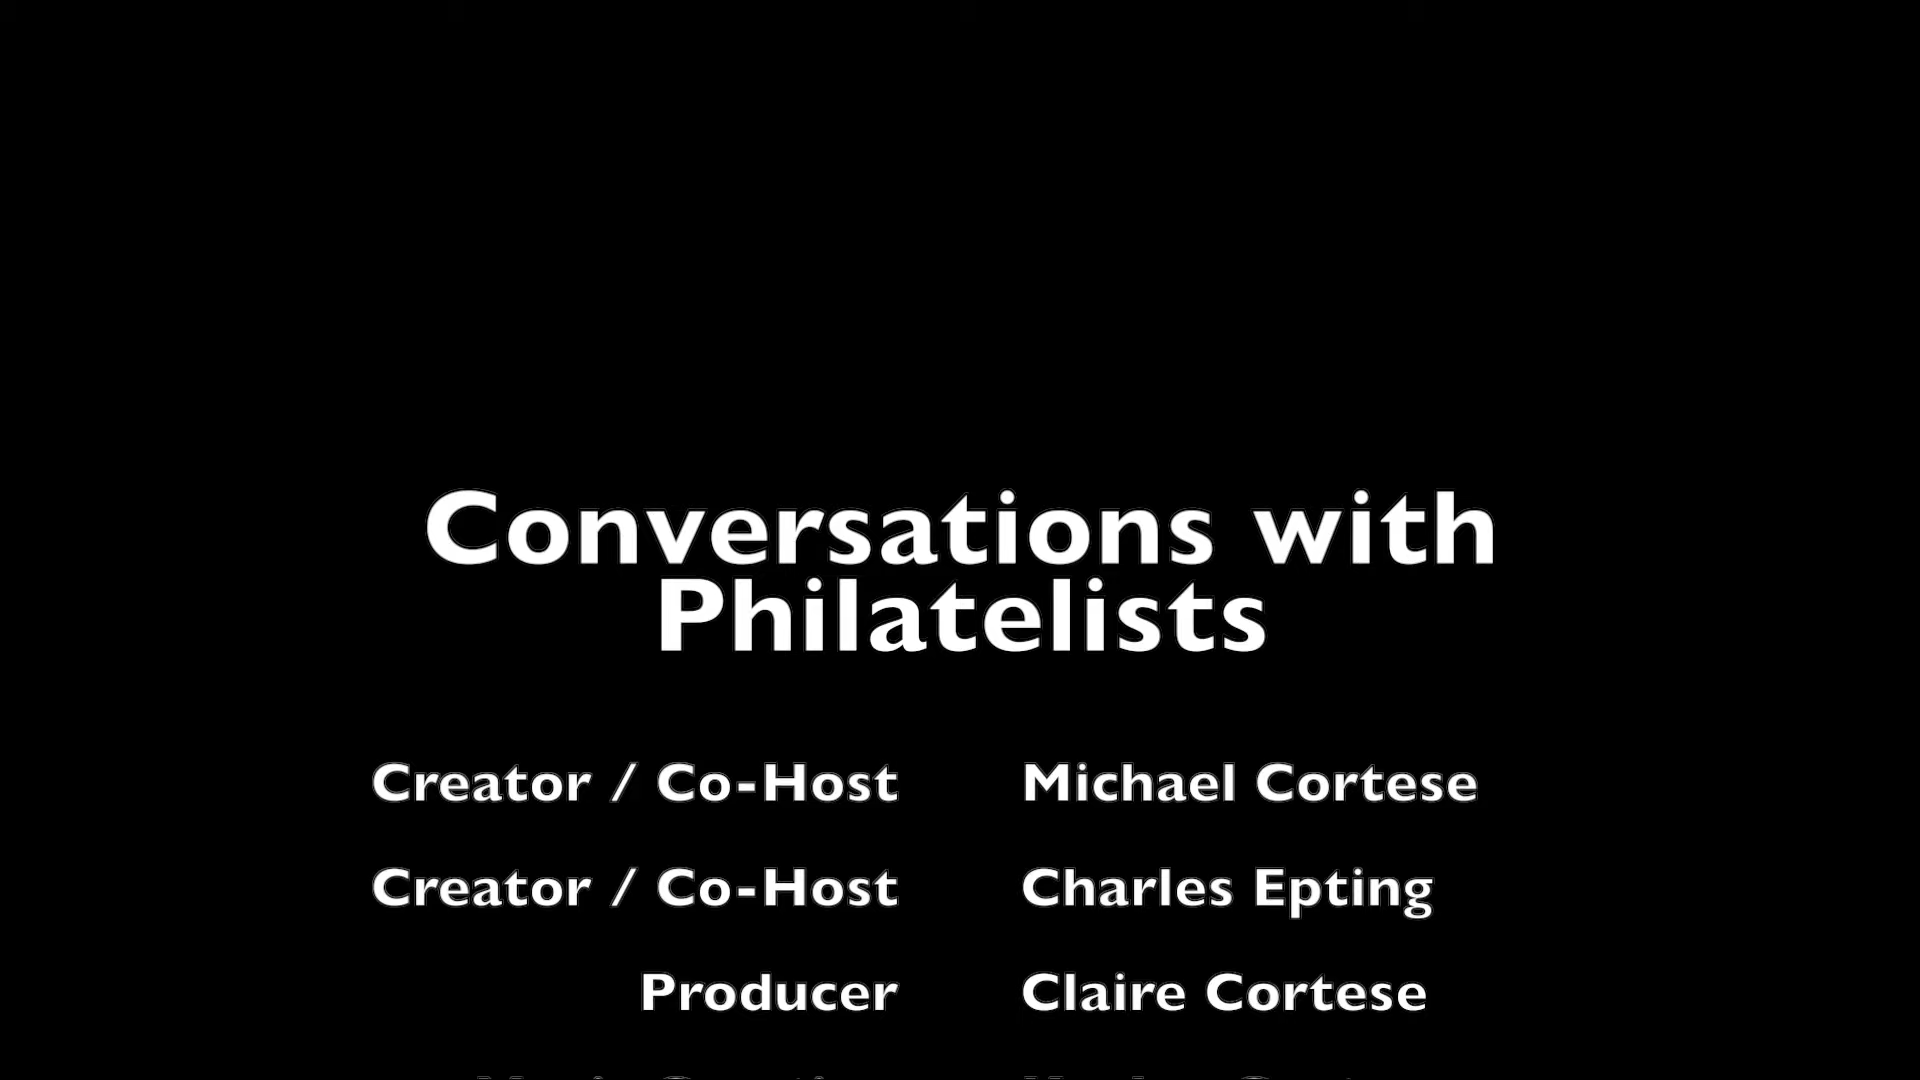 Conversations with
Philatelists
Creator / Co-Host Michael Cortese
Creator / Co-Host Charles Epting
Producer Claire Cortese